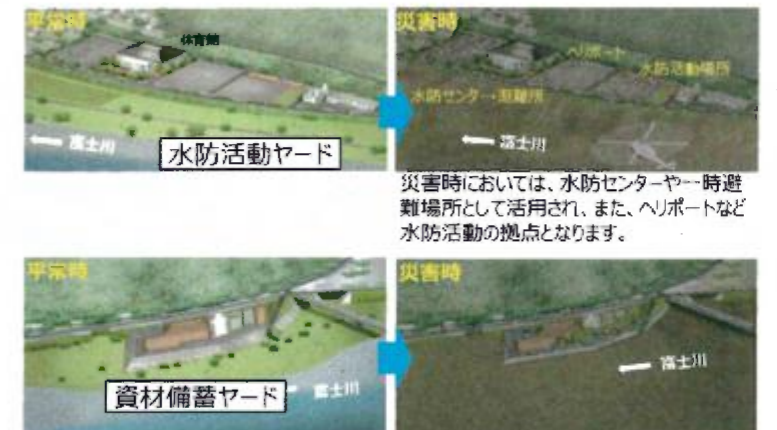 平常時
体育館
富士川
水防活動ヤード
災害時
ヘリポート
水防活動場所
水防センター→避難所
富士川
災害時においては、水防センターや一時避
難場所として活用され、また、ヘリポートなど
水防活動の拠点となります。
平常時
富士川
資材備蓄ヤード
災害時
富士川